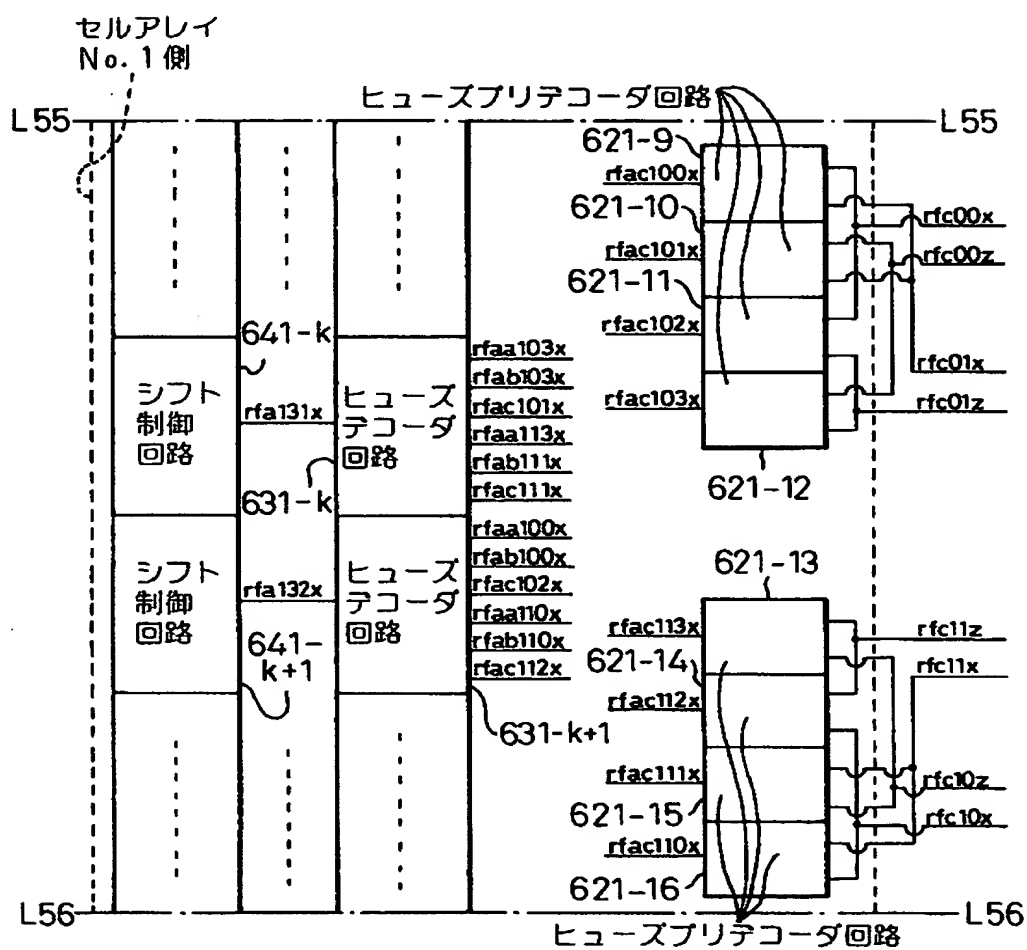 セルアレイ
No. 1 側
ヒューズプリデコーダ回路
L55
L55
621-9
rfac100x
621-10
rfac101x
621-11
rfac102x
rfac103x
621-12
rfc00x
rfc00z
rfc01x
rfc01z
641-k
シフト
制御
回路
rfa131x
631-k
ヒューズ
デコーダ
回路
rfaa103x
rfab103x
rfac101x
rfaa113x
rfab111x
rfac111x
シフト
制御
回路
rfa132x
641-
k+1
ヒューズ
デコーダ
回路
rfaa100x
rfab100x
rfac102x
rfaa110x
rfab110x
rfac112x
631-k+1
621-13
rfac113x
621-14
rfac112x
rfac111x
621-15
rfac110x
621-16
rfc11z
rfc11x
rfc10z
rfc10x
L56
L56
ヒューズプリデコーダ回路